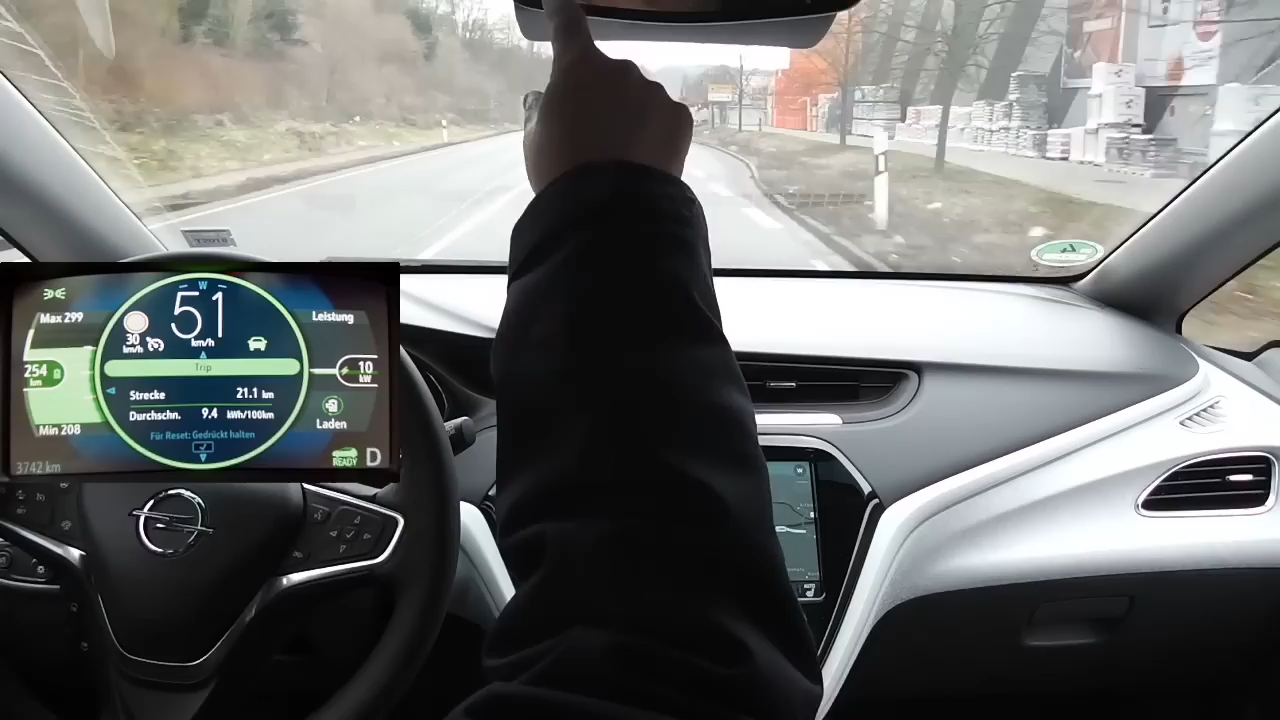 W
51
km/h
Max 299
30
km/h
Leistung
Trip
254
km
10
kW
Strecke 21.1 km
Durchschn. 9.4 kWh/100km
Laden
Min 208
Für Reset: Gedrückt halten
READY D
3742 km
W
AUTO